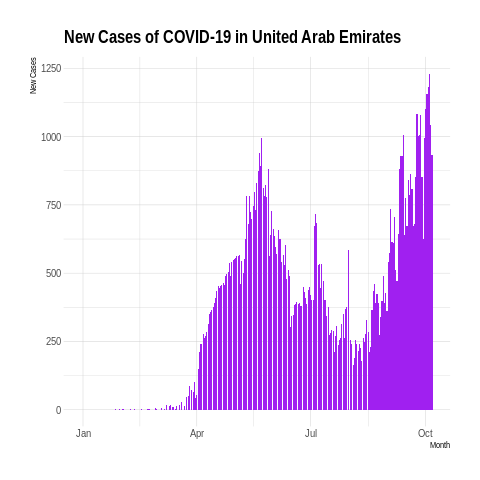 New Cases of COVID-19 in United Arab Emirates
New Cases
1250
1000
750
500
250
0
Jan
Apr
Jul
Oct
Month